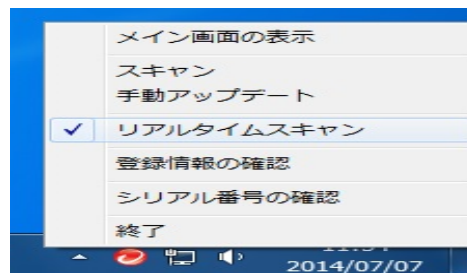 メイン画面の表示
スキャン
手動アップデート
リアルタイムスキャン
登録情報の確認
シリアル番号の確認
終了
2014/07/07